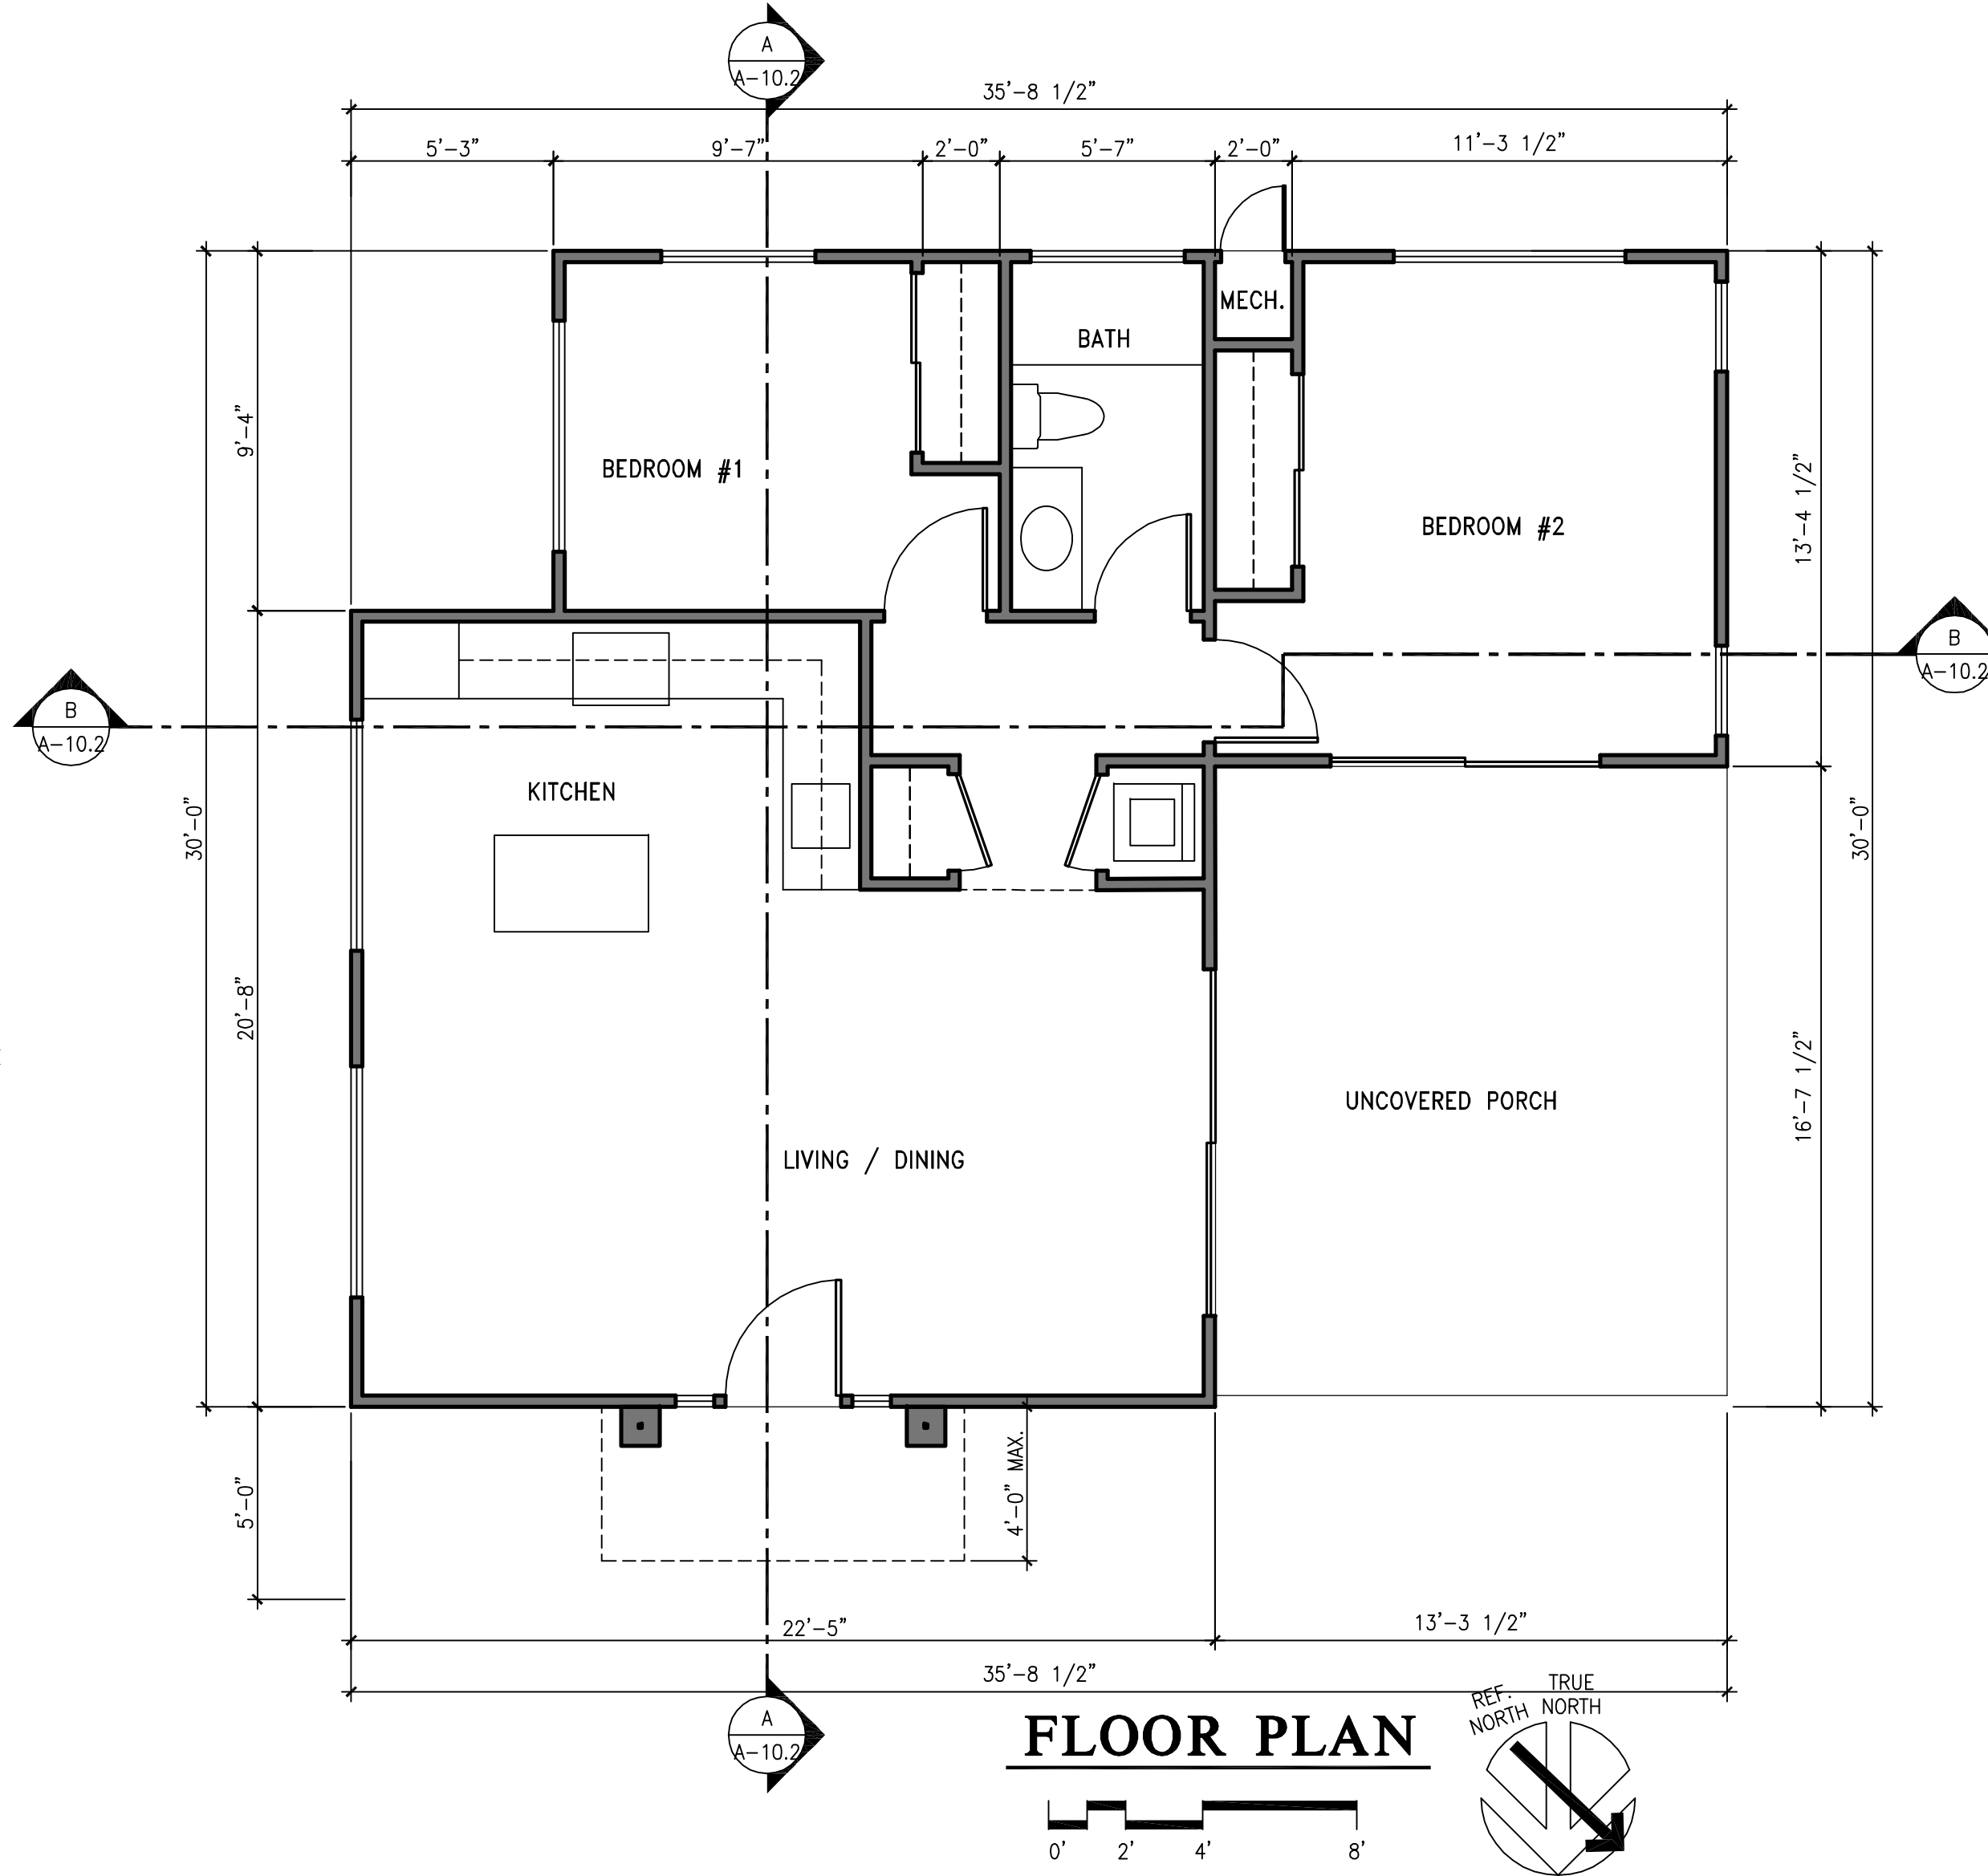 A
A-10.2
35'-8 1/2"
5'-3"
9'-7"
2'-0"
5'-7"
2'-0"
11'-3 1/2"
MECH.
BATH
9'-4"
BEDROOM #1
BEDROOM #2
13'-4 1/2"
B
A-10.2
B
A-10.2
KITCHEN
30'-0"
30'-0"
20'-8"
UNCOVERED PORCH
16'-7 1/2"
LIVING / DINING
5'-0"
4'-0" MAX.
22'-5"
13'-3 1/2"
35'-8 1/2"
A
A-10.2
REF.
NORTH
TRUE
NORTH
FLOOR PLAN
0' 2' 4' 8'